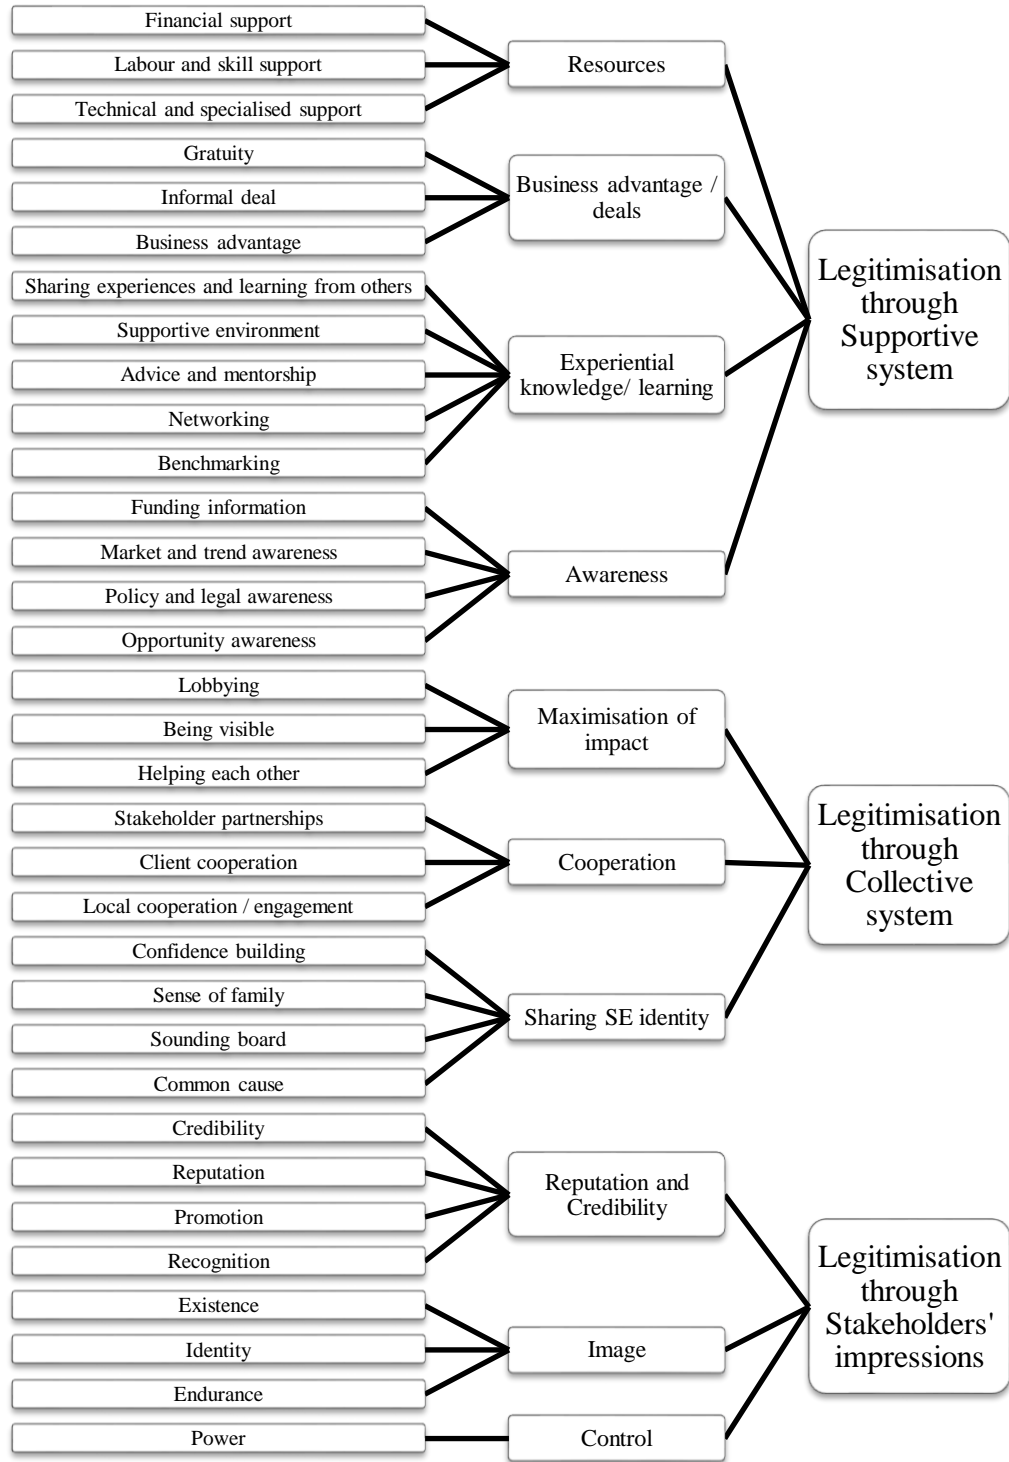 Financial support
Labour and skill support
Technical and specialised support
Resources
Gratuity
Informal deal
Business advantage
Business advantage /
deals
Sharing experiences and learning from others
Supportive environment
Advice and mentorship
Networking
Benchmarking
Experiential
knowledge/ learning
Funding information
Market and trend awareness
Policy and legal awareness
Opportunity awareness
Awareness
Legitimisation
through
Supportive
system
Lobbying
Being visible
Helping each other
Maximisation of
impact
Stakeholder partnerships
Client cooperation
Local cooperation / engagement
Cooperation
Confidence building
Sense of family
Sounding board
Common cause
Sharing SE identity
Legitimisation
through
Collective
system
Credibility
Reputation
Promotion
Recognition
Reputation and
Credibility
Existence
Identity
Endurance
Image
Power
Control
Legitimisation
through
Stakeholders'
impressions